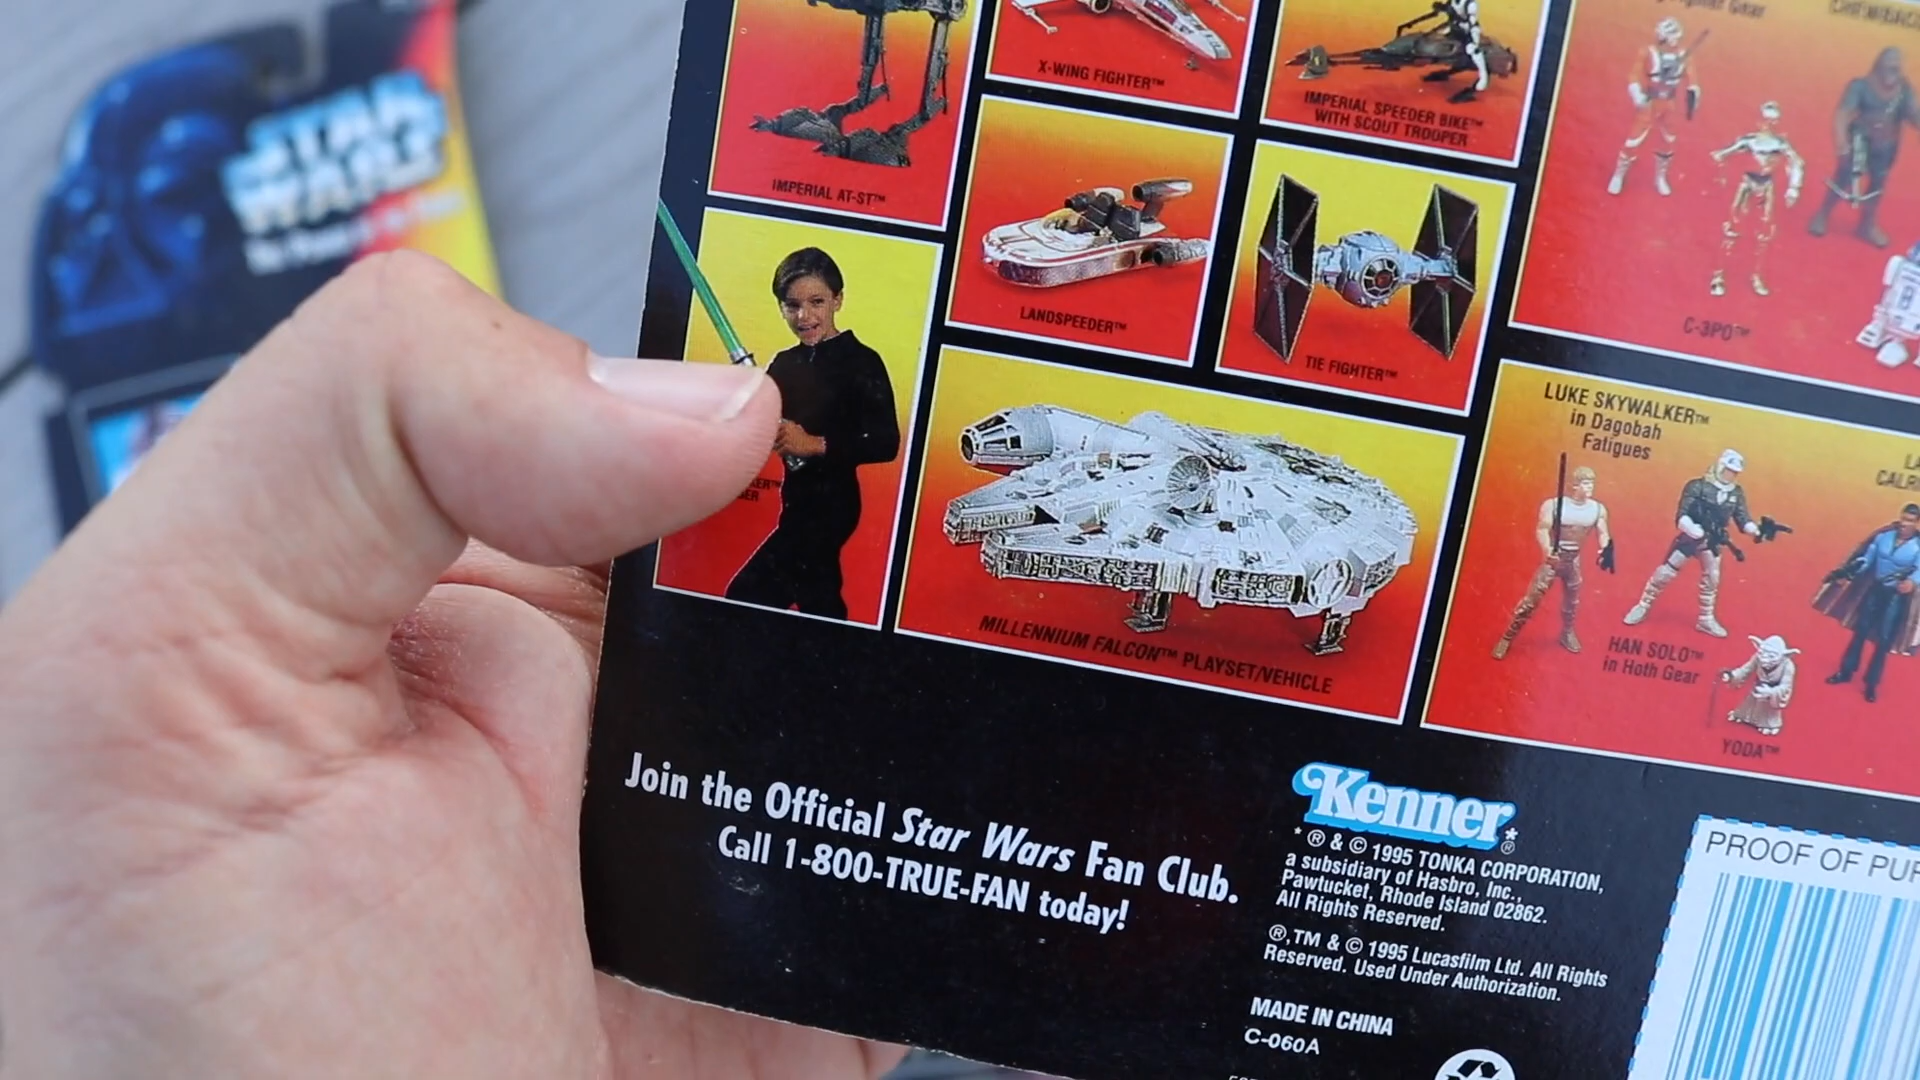 STAR
WARS
X-WING FIGHTER™
IMPERIAL SPEEDER BIKE™
WITH SCOUT TROOPER
Gear
IMPERIAL AT-ST™
LANDSPEEDER™
TIE FIGHTER™
C-3PO™
LUKE SKYWALKER™
in Dagobah
Fatigues
MILLENNIUM FALCON™ PLAYSET/VEHICLE
HAN SOLO™
in Hoth Gear
YODA™
Join the Official Star Wars Fan Club.
Call 1-800-TRUE-FAN today!
Kenner®
* ® & © 1995 TONKA CORPORATION,
a subsidiary of Hasbro, Inc.,
Pawtucket, Rhode Island 02862.
All Rights Reserved.
®,TM & © 1995 Lucasfilm Ltd. All Rights
Reserved. Used Under Authorization.
MADE IN CHINA
C-060A
PROOF OF PUR